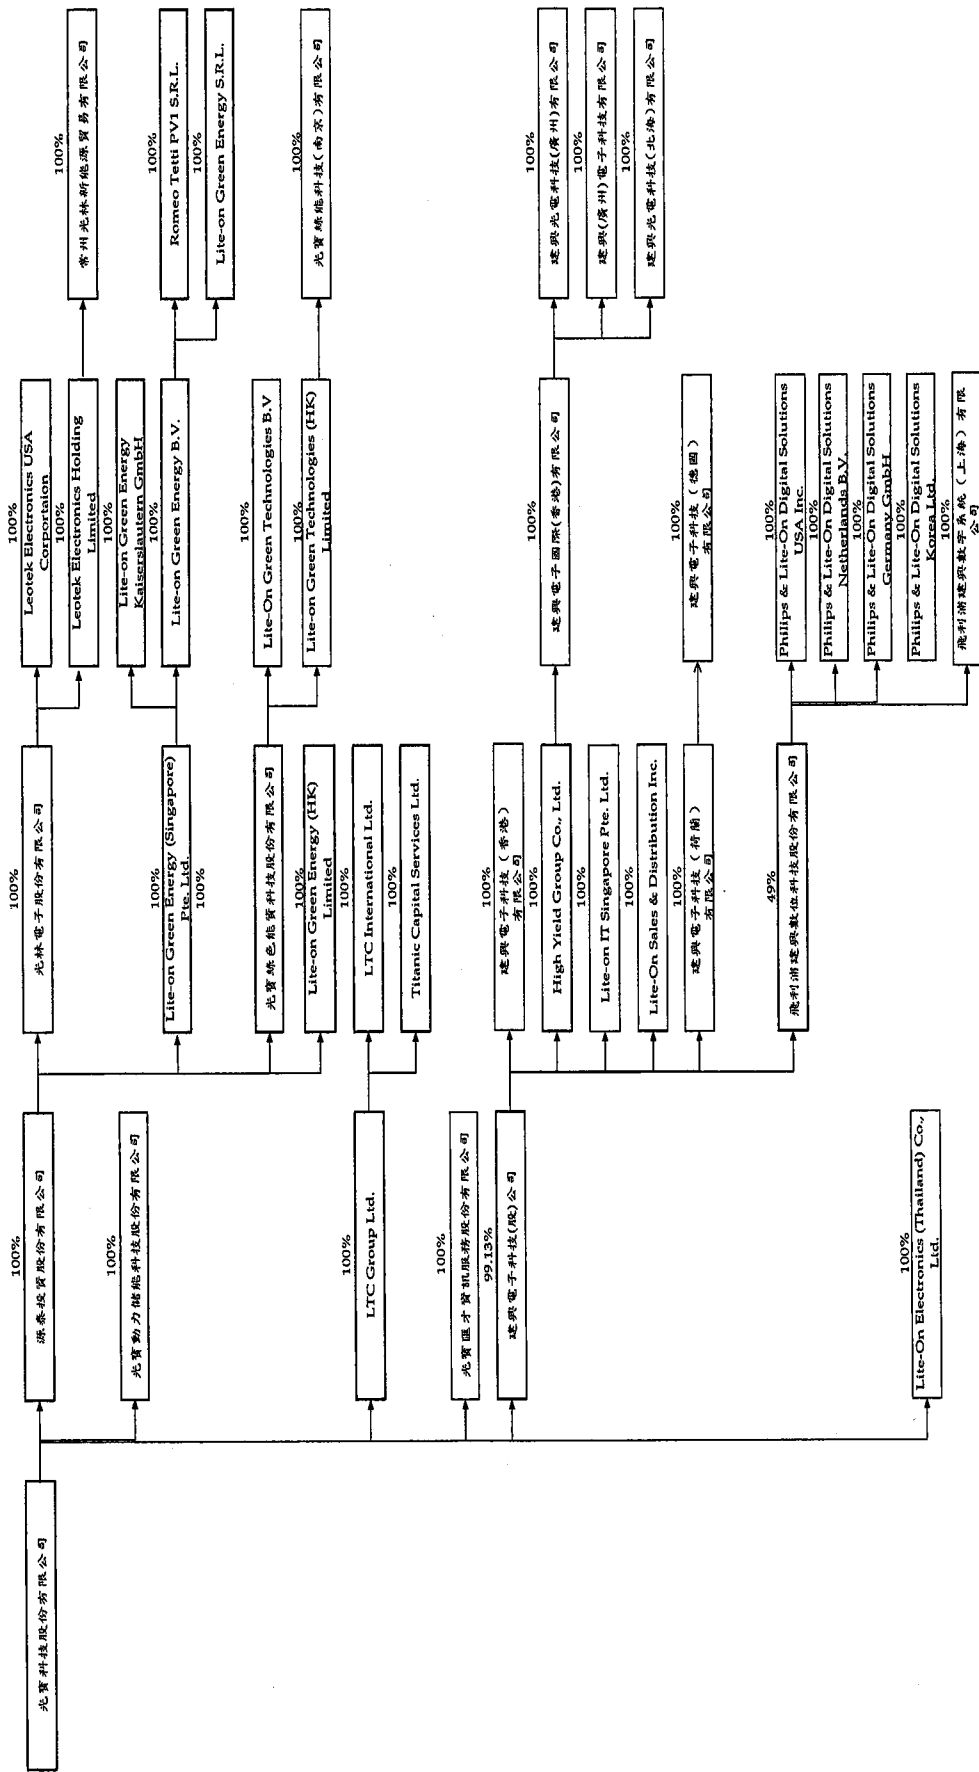 光寶科技股份有限公司
100%
源泰投資股份有限公司
100%
光寶動力儲能科技股份有限公司
100%
LTC Group Ltd.
100%
光寶匯才資訊服務股份有限公司
99.13%
建興電子科技(股)公司
100%
Lite-On Electronics (Thailand) Co.,
Ltd.
100%
光林電子股份有限公司
100%
Lite-on Green Energy (Singapore)
Pte. Ltd.
100%
光寶綠色能資科技股份有限公司
100%
Lite-on Green Energy (HK)
Limited
100%
LTC International Ltd.
100%
Titanic Capital Services Ltd.
100%
建興電子科技（香港）
有限公司
100%
High Yield Group Co., Ltd.
100%
Lite-on IT Singapore Pte. Ltd.
100%
Lite-On Sales & Distribution Inc.
100%
建興電子科技（荷蘭）
有限公司
49%
飛利浦建興數位科技股份有限公司
100%
Leotek Electronics USA
Corportaion
100%
Leotek Electronics Holding
Limited
100%
Lite-on Green Energy
Kaiserslautern GmbH
100%
Lite-on Green Energy B.V.
100%
Lite-On Green Technologies B.V
100%
Lite-on Green Technologies (HK)
Limited
100%
建興電子國際(香港)有限公司
100%
建興電子科技（德國）
有限公司
100%
Philips & Lite-On Digital Solutions
USA Inc.
100%
Philips & Lite-On Digital Solutions
Netherlands B.V.
100%
Philips & Lite-On Digital Solutions
Germany GmbH
100%
Philips & Lite-On Digital Solutions
Korea Ltd.
100%
飛利浦建興數字系統（上海）有限
公司
100%
常州光林新能源貿易有限公司
100%
Romeo Tetti PV1 S.R.L.
100%
Lite-on Green Energy S.R.L.
100%
光寶綠能科技(南京)有限公司
100%
建興光電科技(廣州)有限公司
100%
建興(廣州)電子科技有限公司
100%
建興光電科技(北海)有限公司